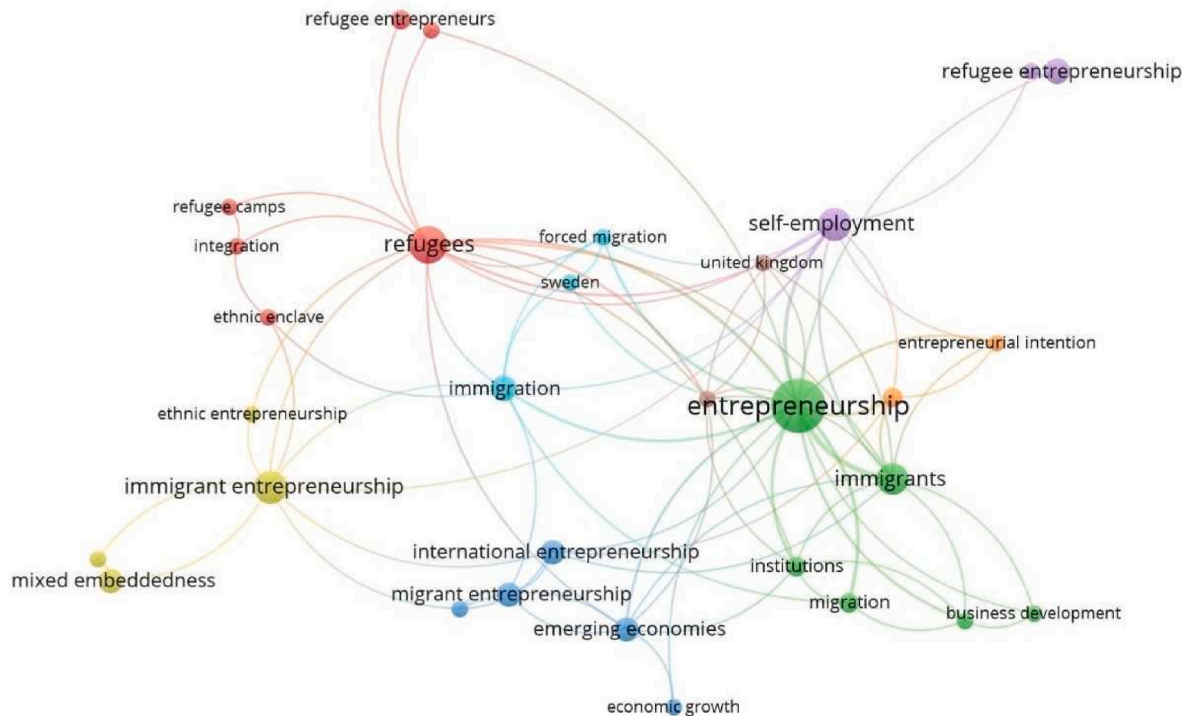 refugee entrepreneurs
refugee entrepreneurship
refugee camps
self-employment
forced migration
refugees
integration
united kingdom
sweden
ethnic enclave
entrepreneurial intention
immigration
entrepreneurship
ethnic entrepreneurship
immigrants
immigrant entrepreneurship
international entrepreneurship
institutions
mixed embeddedness
migrant entrepreneurship
migration
business development
emerging economies
economic growth